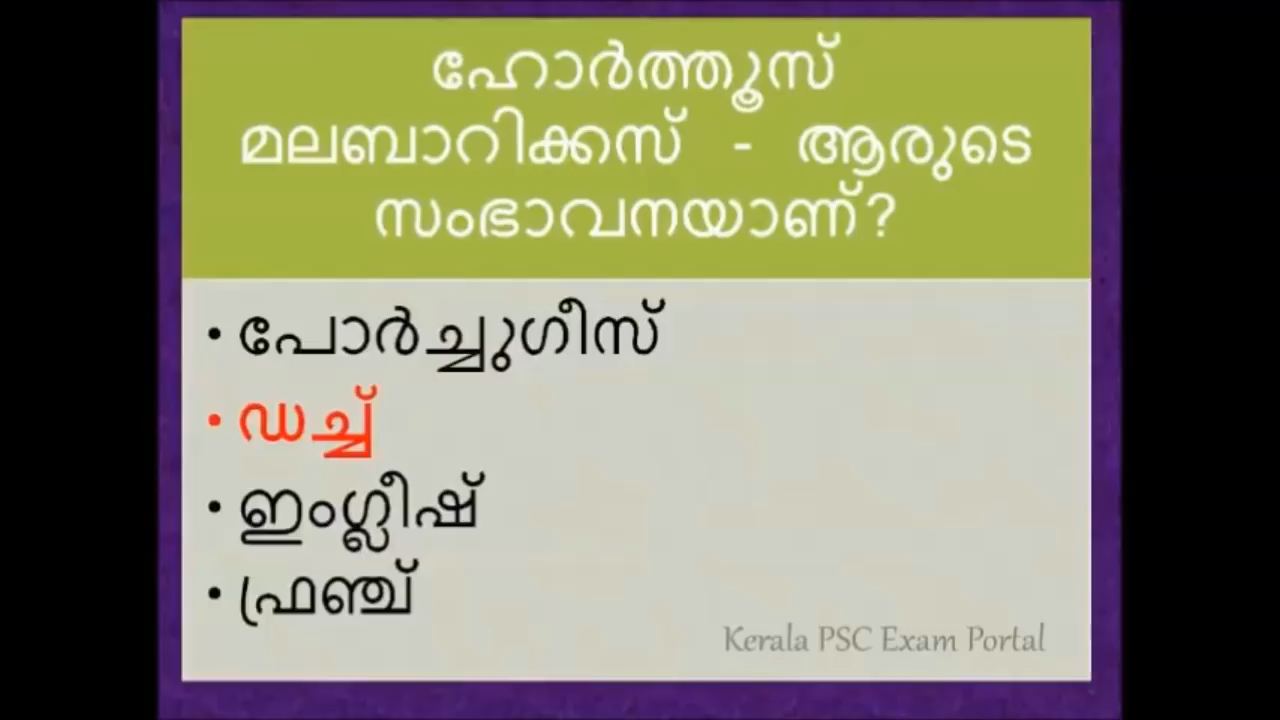 ഹോർത്തൂസ്
മലബാറിക്കസ് - ആരുടെ
സംഭാവനയാണ്?
• പോർച്ചുഗീസ്
• ഡച്ച്
• ഇംഗ്ലീഷ്
• ഫ്രഞ്ച്
Kerala PSC Exam Portal